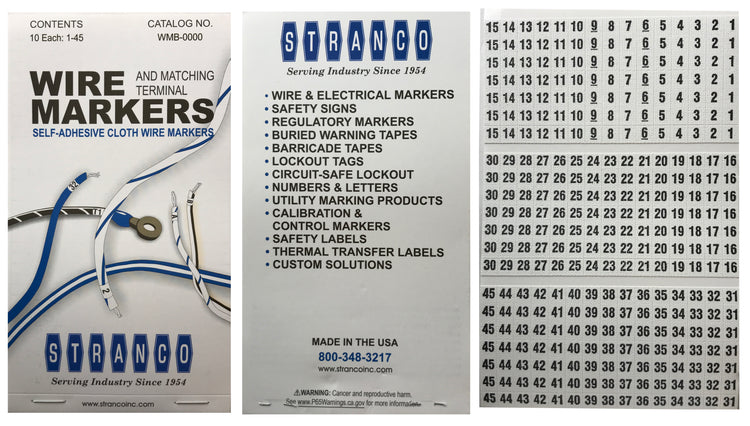 CONTENTS
10 Each: 1-45
CATALOG NO.
WMB-0000
WIRE AND MATCHING
MARKERS TERMINAL
SELF-ADHESIVE CLOTH WIRE MARKERS
32
2
STRANCO
Serving Industry Since 1954
www.strancoinc.com
STRANCO
Serving Industry Since 1954
• WIRE & ELECTRICAL MARKERS
• SAFETY SIGNS
• REGULATORY MARKERS
• BURIED WARNING TAPES
• BARRICADE TAPES
• LOCKOUT TAGS
• CIRCUIT-SAFE LOCKOUT
• NUMBERS & LETTERS
• UTILITY MARKING PRODUCTS
• CALIBRATION &
CONTROL MARKERS
• SAFETY LABELS
• THERMAL TRANSFER LABELS
• CUSTOM SOLUTIONS
MADE IN THE USA
800-348-3217
www.strancoinc.com
⚠WARNING: Cancer and reproductive harm.
See www.P65Warnings.ca.gov for more information.
15 14 13 12 11 10 9 8 7 6 5 4 3 2 1
15 14 13 12 11 10 9 8 7 6 5 4 3 2 1
15 14 13 12 11 10 9 8 7 6 5 4 3 2 1
15 14 13 12 11 10 9 8 7 6 5 4 3 2 1
15 14 13 12 11 10 9 8 7 6 5 4 3 2 1
15 14 13 12 11 10 9 8 7 6 5 4 3 2 1
15 14 13 12 11 10 9 8 7 6 5 4 3 2 1
30 29 28 27 26 25 24 23 22 21 20 19 18 17 16
30 29 28 27 26 25 24 23 22 21 20 19 18 17 16
30 29 28 27 26 25 24 23 22 21 20 19 18 17 16
30 29 28 27 26 25 24 23 22 21 20 19 18 17 16
30 29 28 27 26 25 24 23 22 21 20 19 18 17 16
30 29 28 27 26 25 24 23 22 21 20 19 18 17 16
30 29 28 27 26 25 24 23 22 21 20 19 18 17 16
45 44 43 42 41 40 39 38 37 36 35 34 33 32 31
45 44 43 42 41 40 39 38 37 36 35 34 33 32 31
45 44 43 42 41 40 39 38 37 36 35 34 33 32 31
45 44 43 42 41 40 39 38 37 36 35 34 33 32 31
45 44 43 42 41 40 39 38 37 36 35 34 33 32 31
45 44 43 42 41 40 39 38 37 36 35 34 33 32 31
45 44 43 42 41 40 39 38 37 36 35 34 33 32 31